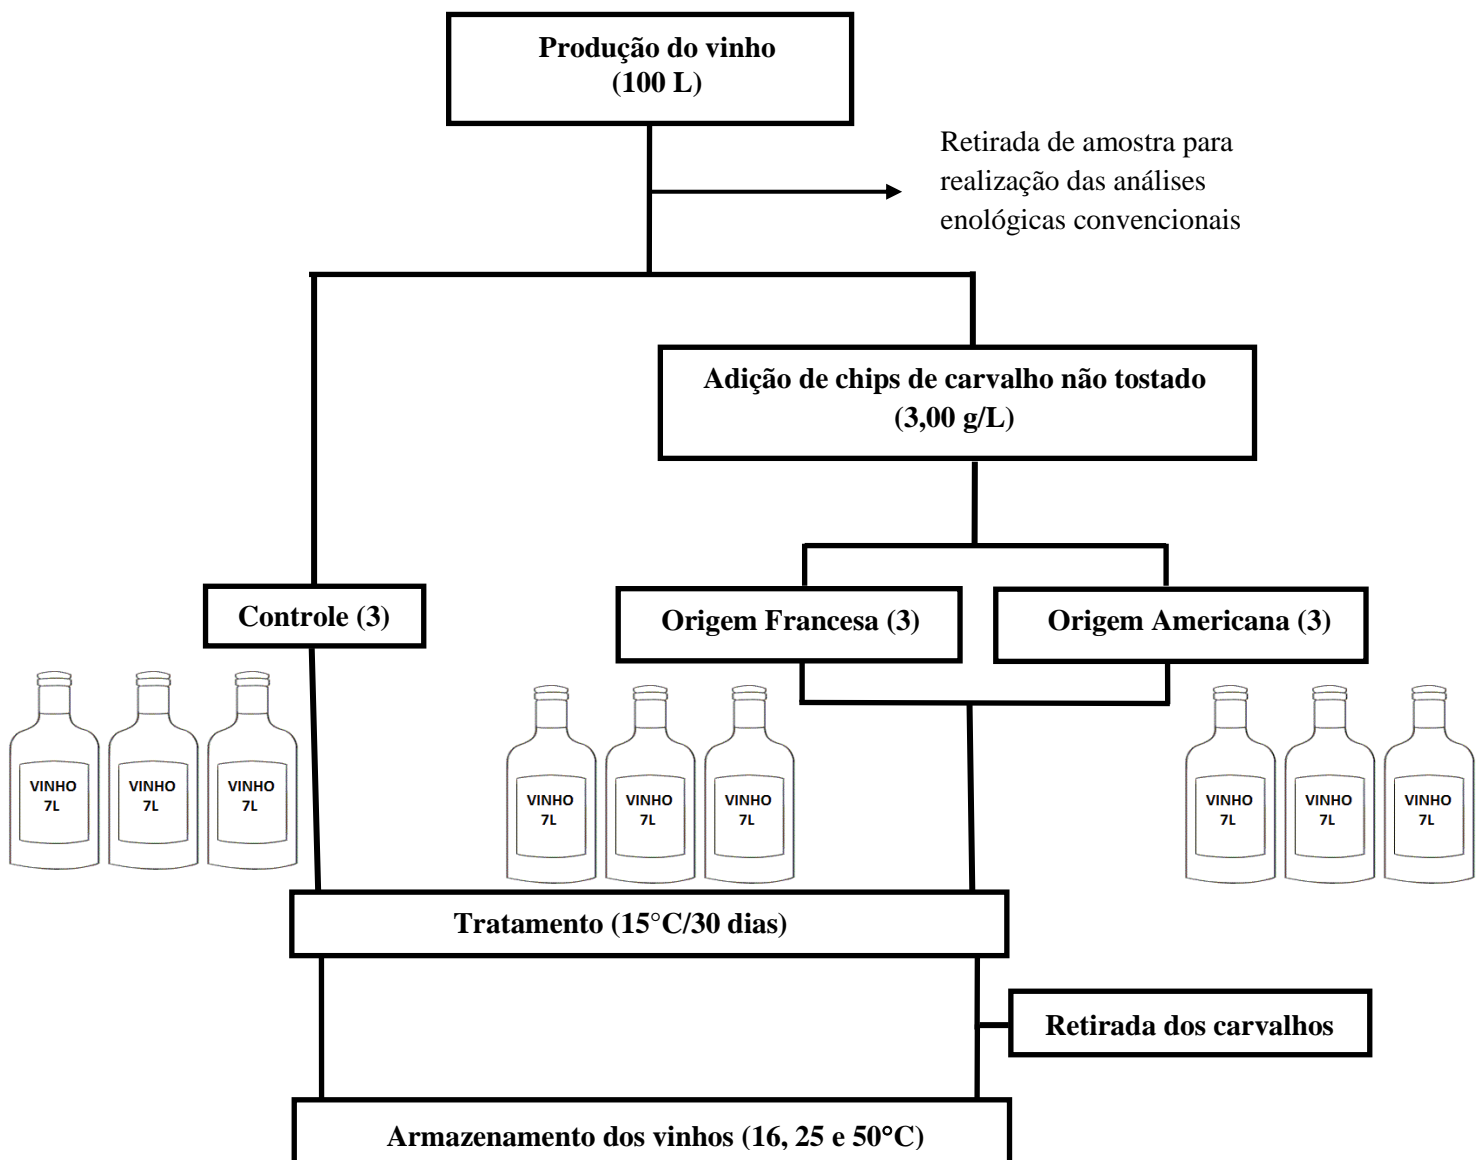 Produção do vinho
(100 L)
Retirada de amostra para
realização das análises
enológicas convencionais
Adição de chips de carvalho não tostado
(3,00 g/L)
Controle (3)
Origem Francesa (3)
Origem Americana (3)
VINHO
7L
VINHO
7L
VINHO
7L
VINHO
7L
VINHO
7L
VINHO
7L
VINHO
7L
VINHO
7L
VINHO
7L
Tratamento (15°C/30 dias)
Retirada dos carvalhos
Armazenamento dos vinhos (16, 25 e 50°C)